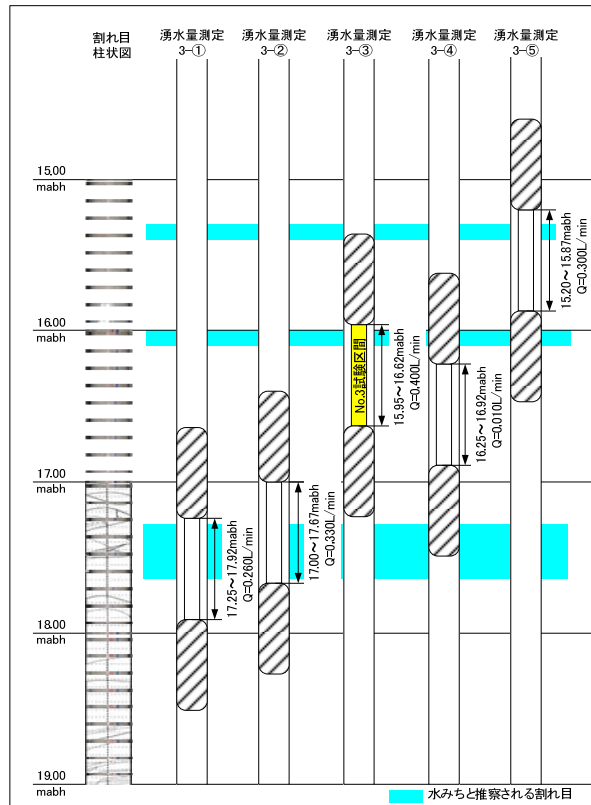 割れ目
柱状図
湧水量測定
3-①
湧水量測定
3-②
湧水量測定
3-③
湧水量測定
3-④
湧水量測定
3-⑤
15.00
mabh
16.00
mabh
17.00
mabh
18.00
mabh
19.00
mabh
17.25～17.92mabh
Q=0.260L/min
17.00～17.67mabh
Q=0.330L/min
No.3試験区間
15.95～16.62mabh
Q=0.400L/min
16.25～16.92mabh
Q=0.010L/min
15.20～15.87mabh
Q=0.300L/min
水みちと推察される割れ目